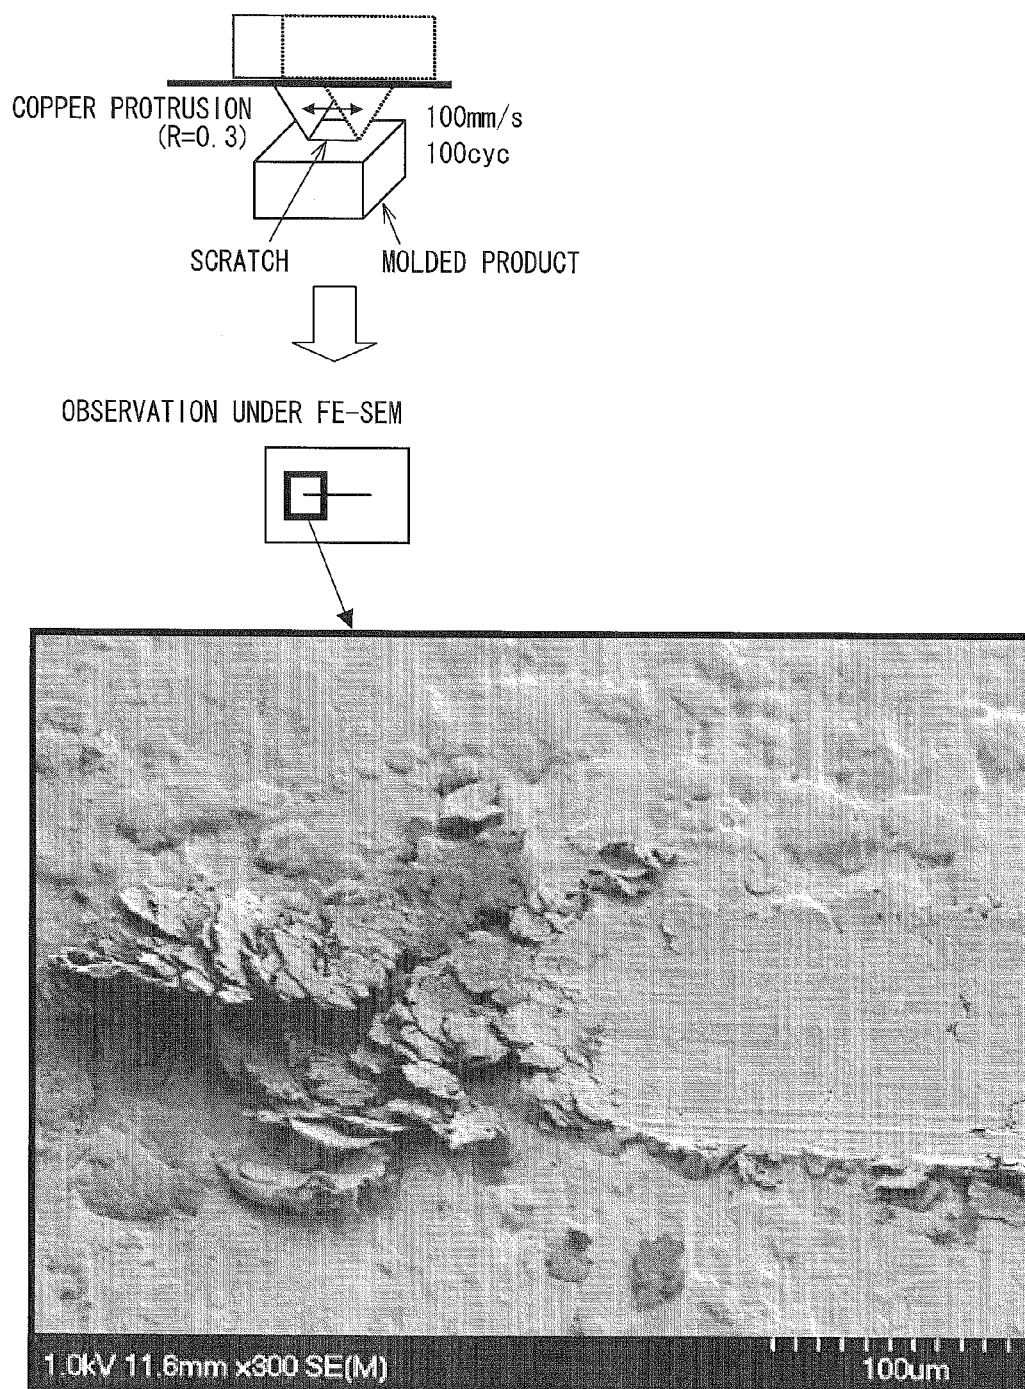 COPPER PROTRUSION
(R=0.3)
100mm/s
100cyc
SCRATCH
MOLDED PRODUCT
OBSERVATION UNDER FE-SEM
1.0kV 11.6mm x300 SE(M)
100um